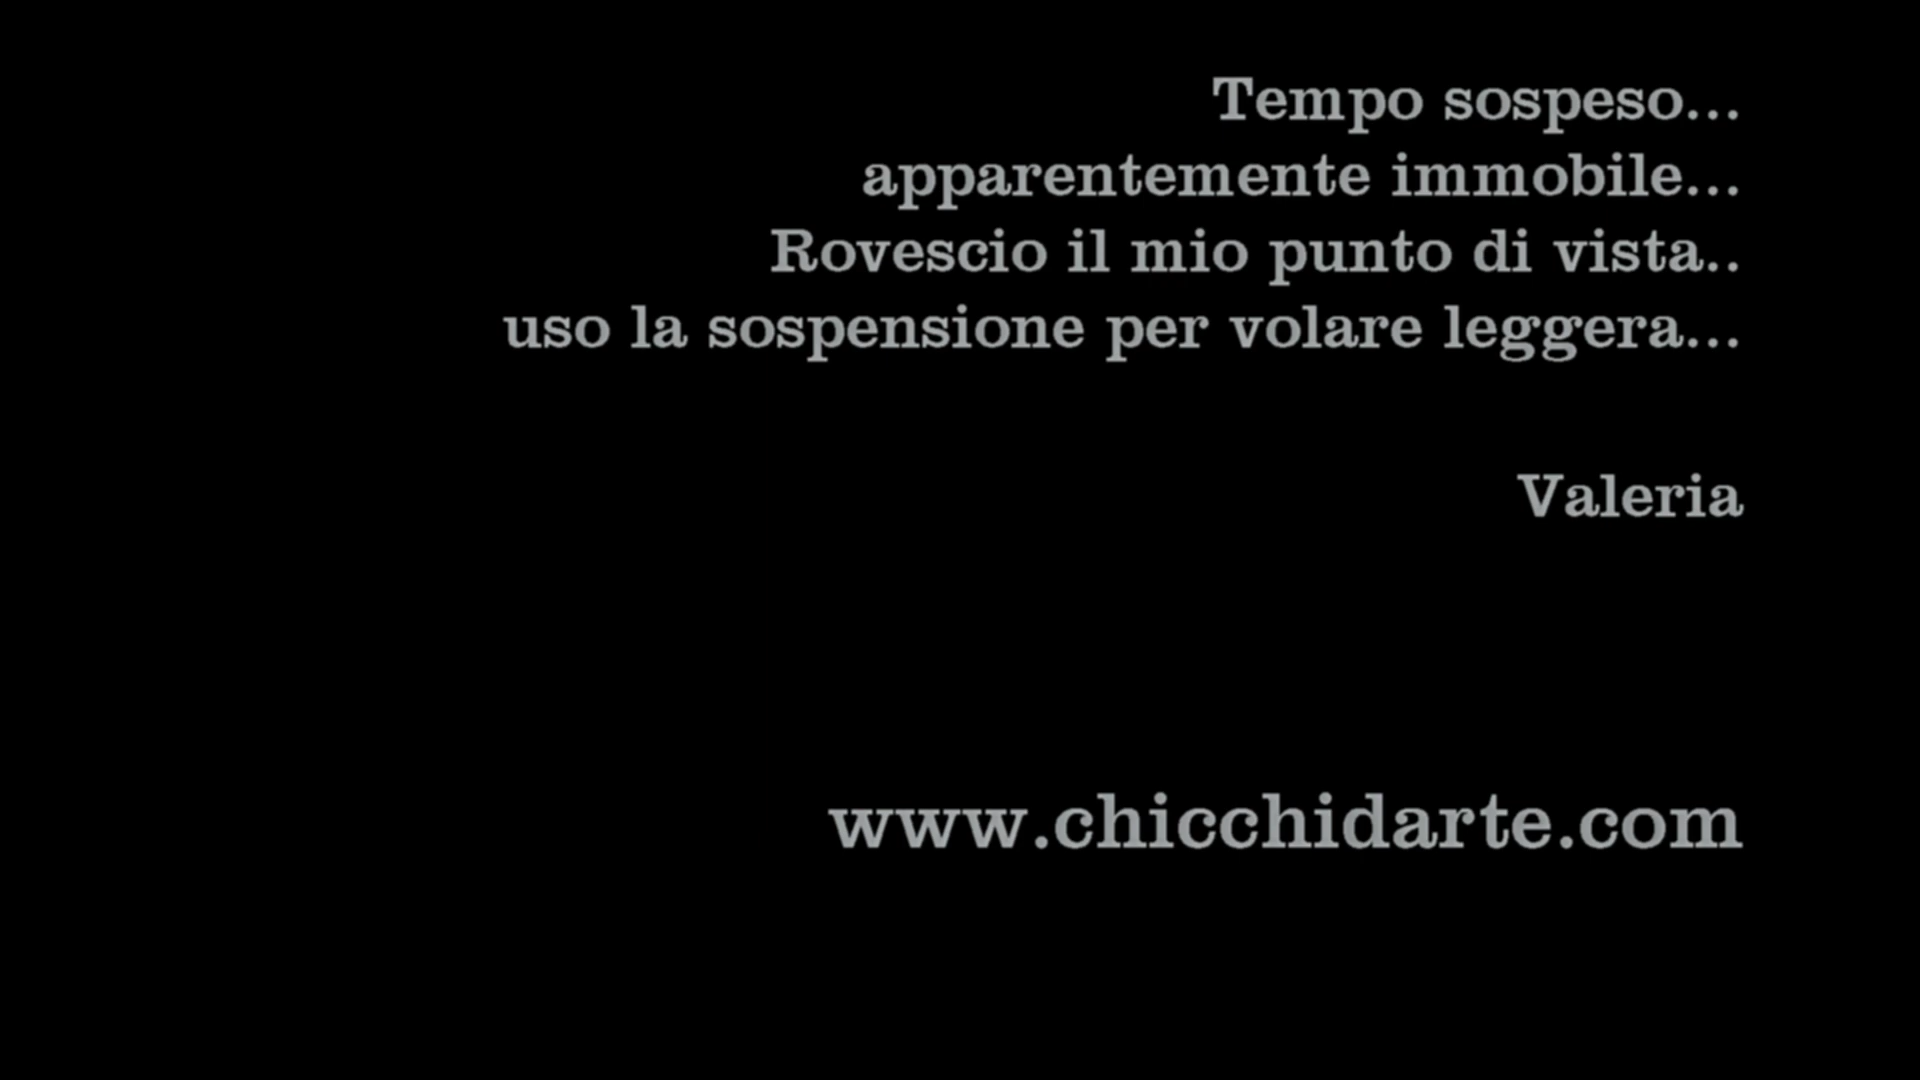 Tempo sospeso...
apparentemente immobile...
Rovescio il mio punto di vista..
uso la sospensione per volare leggera...
Valeria
www.chicchidarte.com